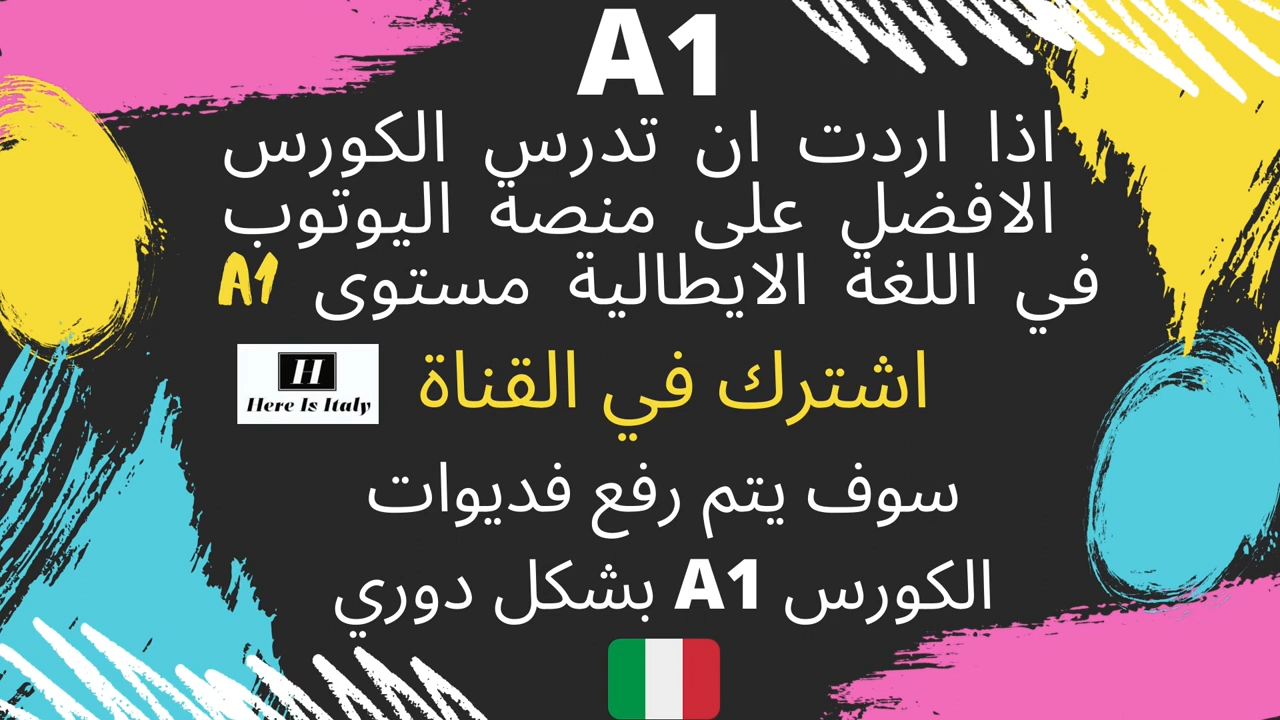 A1
اذا اردت ان تدرس الكورس
الافضل على منصة اليوتوب
في اللغة الايطالية مستوى A1
اشترك في القناة
H
Here Is Italy
سوف يتم رفع فديوات
الكورس A1 بشكل دوري